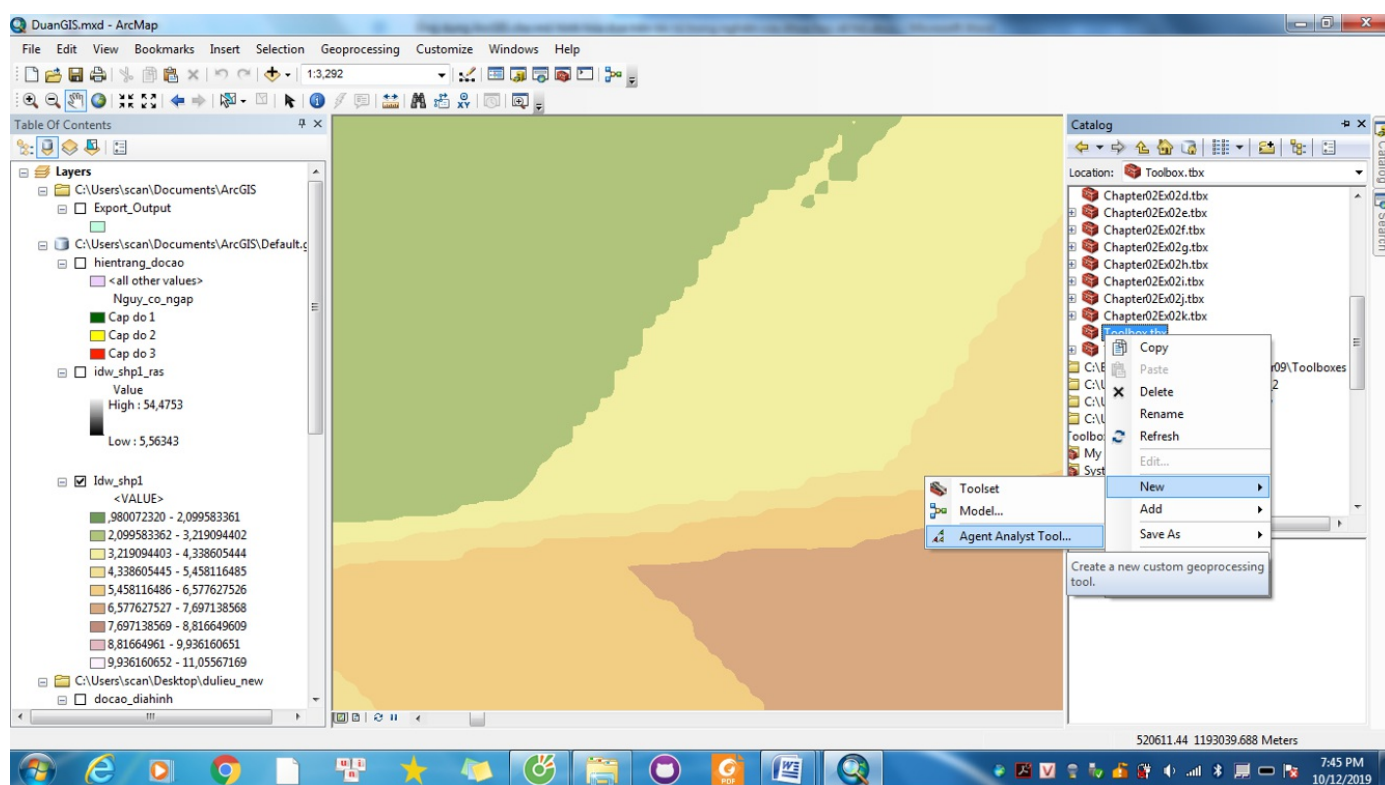 DuanGIS.mxd - ArcMap
File Edit View Bookmarks Insert Selection Geoprocessing Customize Windows Help
1:3,292
Table Of Contents
Layers
C:\Users\scan\Documents\ArcGIS
Export_Output
C:\Users\scan\Documents\ArcGIS\Default.g
hientrang_docao
<all other values>
Nguy_co_ngap
Cap do 1
Cap do 2
Cap do 3
idw_shp1_ras
Value
High : 54,4753
Low : 5,56343
Idw_shp1
<VALUE>
,980072320 - 2,099583361
2,099583362 - 3,219094402
3,219094403 - 4,338605444
4,338605445 - 5,458116485
5,458116486 - 6,577627526
6,577627527 - 7,697138568
7,697138569 - 8,816649609
8,81664961 - 9,936160651
9,936160652 - 11,05567169
C:\Users\scan\Desktop\dulieu_new
docao_diahinh
Catalog
Location: Toolbox.tbx
Chapter02Ex02d.tbx
Chapter02Ex02e.tbx
Chapter02Ex02f.tbx
Chapter02Ex02g.tbx
Chapter02Ex02h.tbx
Chapter02Ex02i.tbx
Chapter02Ex02j.tbx
Chapter02Ex02k.tbx
Toolbox.tbx
r09\Toolboxes
My
Syst
Copy
Paste
Delete
Rename
Refresh
Edit...
New
Add
Save As
Toolset
Model...
Agent Analyst Tool...
Create a new custom geoprocessing
tool.
Catalog
Search
520611.44 1193039.688 Meters
7:45 PM
10/12/2019